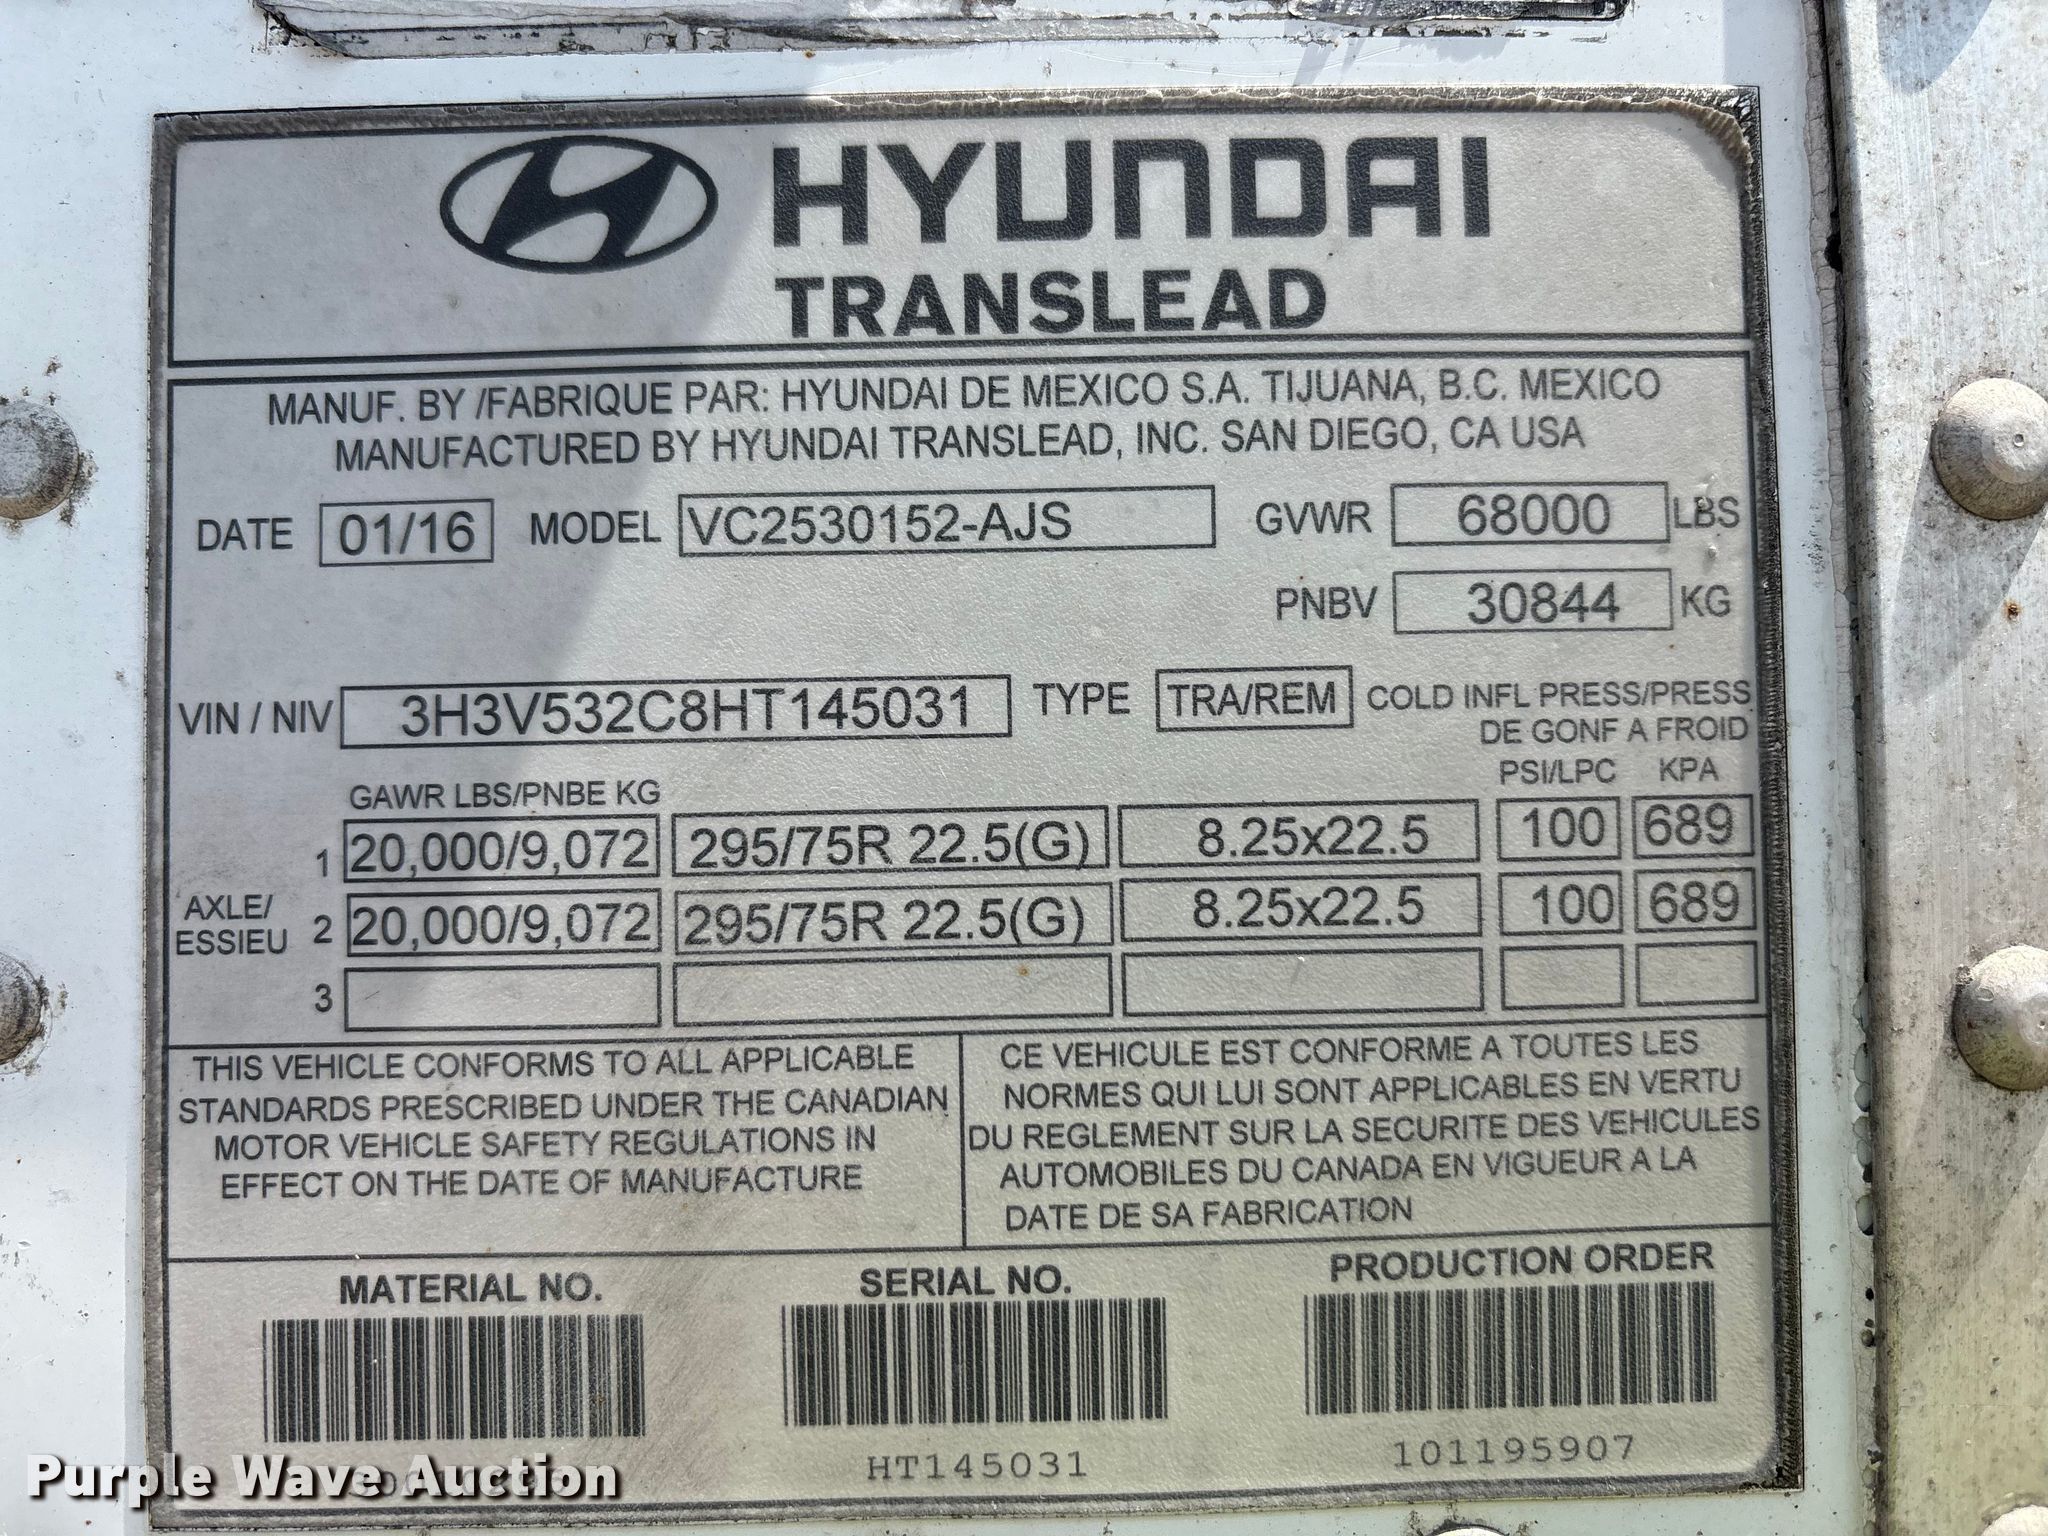 HYUNDAI
TRANSLEAD
MANUF. BY /FABRIQUE PAR: HYUNDAI DE MEXICO S.A. TIJUANA, B.C. MEXICO
MANUFACTURED BY HYUNDAI TRANSLEAD, INC. SAN DIEGO, CA USA
DATE 01/16 MODEL VC2530152-AJS GVWR 68000 LBS
PNBV 30844 KG
VIN / NIV 3H3V532C8HT145031 TYPE TRA/REM COLD INFL PRESS/PRESS
DE GONF A FROID
GAWR LBS/PNBE KG PSI/LPC KPA
1 20,000/9,072 295/75R 22.5(G) 8.25x22.5 100 689
AXLE/
ESSIEU 2 20,000/9,072 295/75R 22.5(G) 8.25x22.5 100 689
3
THIS VEHICLE CONFORMS TO ALL APPLICABLE
STANDARDS PRESCRIBED UNDER THE CANADIAN
MOTOR VEHICLE SAFETY REGULATIONS IN
EFFECT ON THE DATE OF MANUFACTURE
CE VEHICULE EST CONFORME A TOUTES LES
NORMES QUI LUI SONT APPLICABLES EN VERTU
DU REGLEMENT SUR LA SECURITE DES VEHICULES
AUTOMOBILES DU CANADA EN VIGUEUR A LA
DATE DE SA FABRICATION
MATERIAL NO. SERIAL NO. PRODUCTION ORDER
HT145031 101195907
Purple Wave Auction